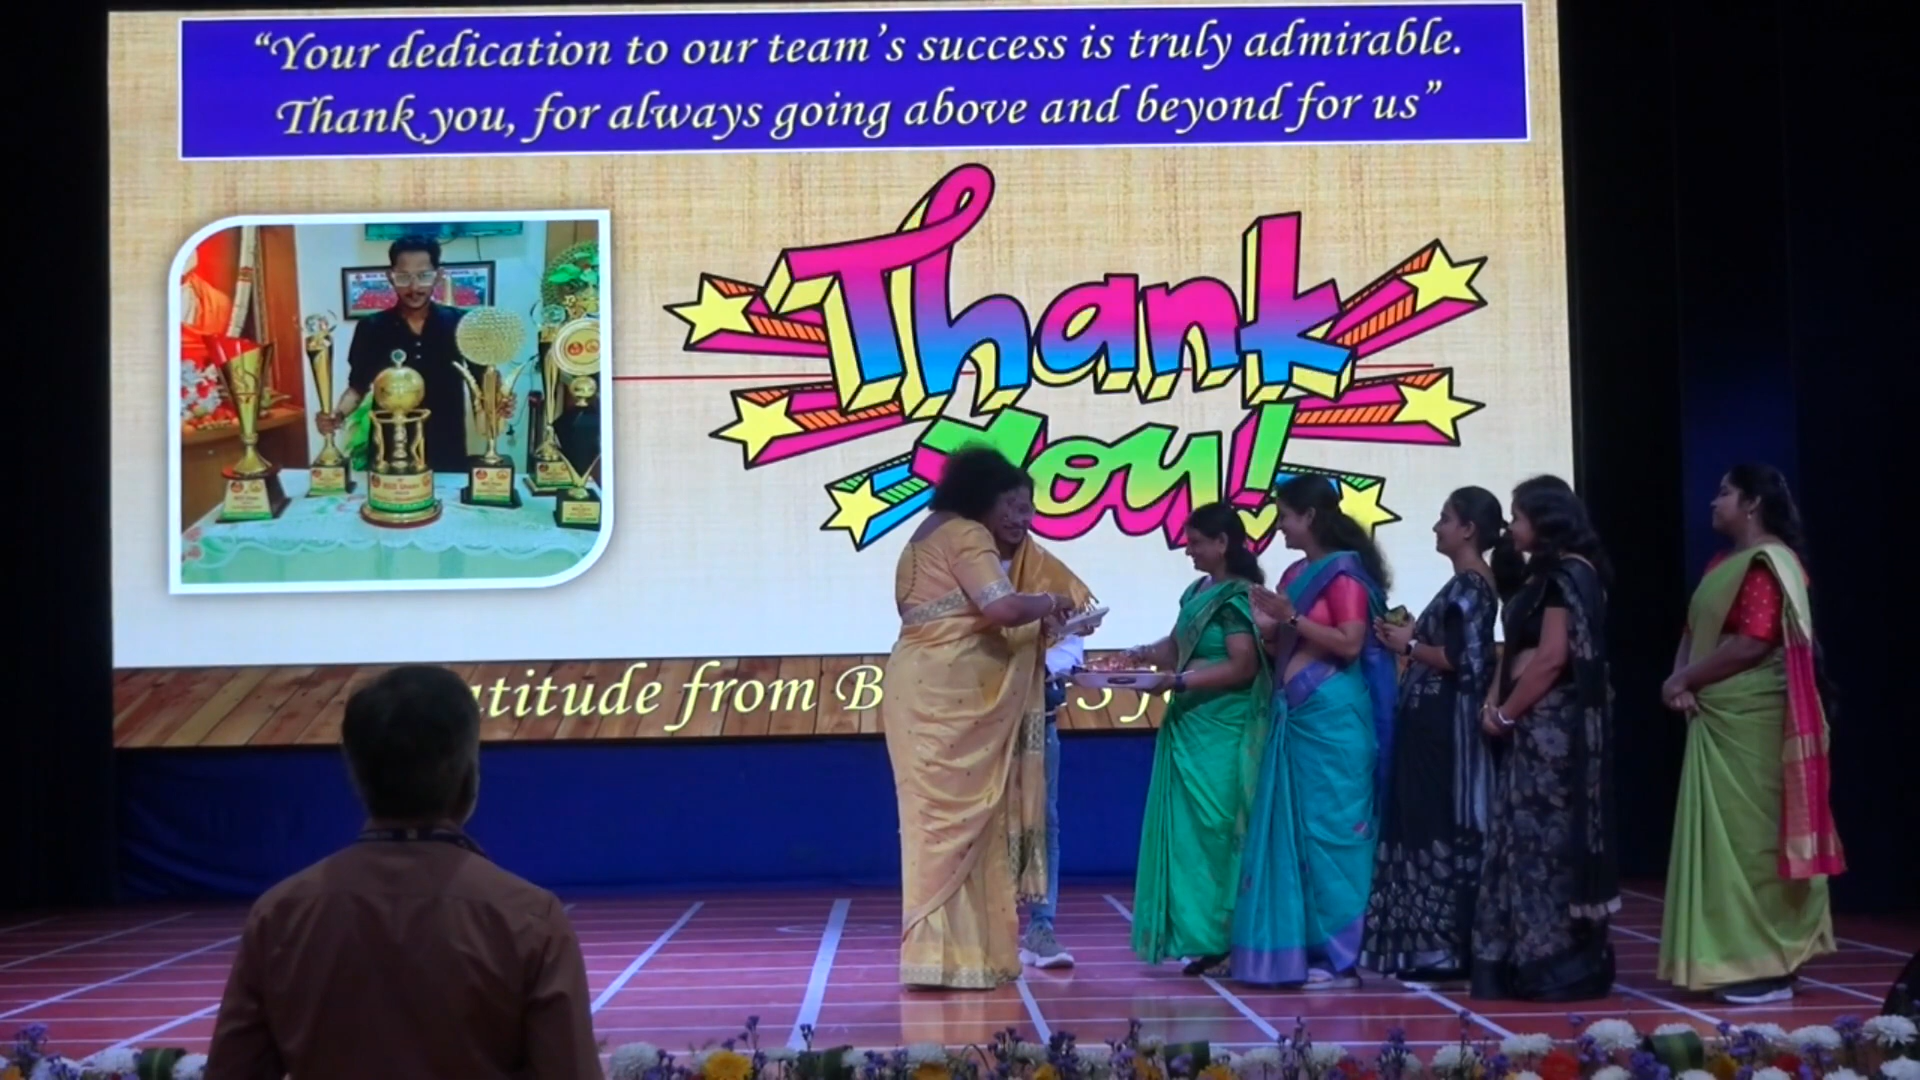 “Your dedication to our team’s success is truly admirable.
Thank you, for always going above and beyond for us”
Thank
You!
from